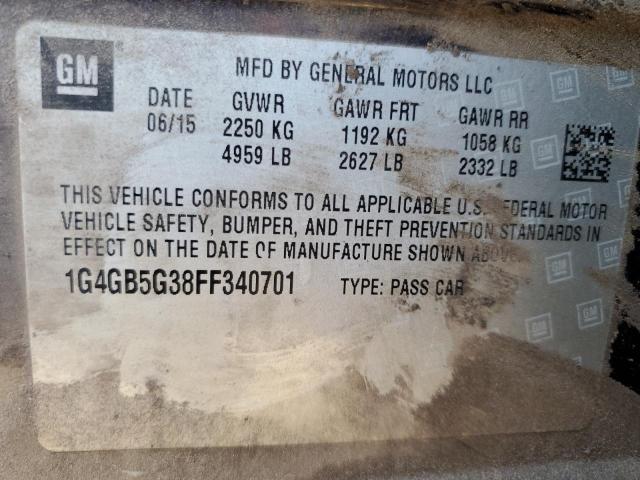 GM
MFD BY GENERAL MOTORS LLC
DATE GVWR GAWR FRT GAWR RR
06/15 2250 KG 1192 KG 1058 KG
4959 LB 2627 LB 2332 LB
THIS VEHICLE CONFORMS TO ALL APPLICABLE U.S. FEDERAL MOTOR
VEHICLE SAFETY, BUMPER, AND THEFT PREVENTION STANDARDS IN
EFFECT ON THE DATE OF MANUFACTURE SHOWN ABOVE.
1G4GB5G38FF340701 TYPE: PASS CAR